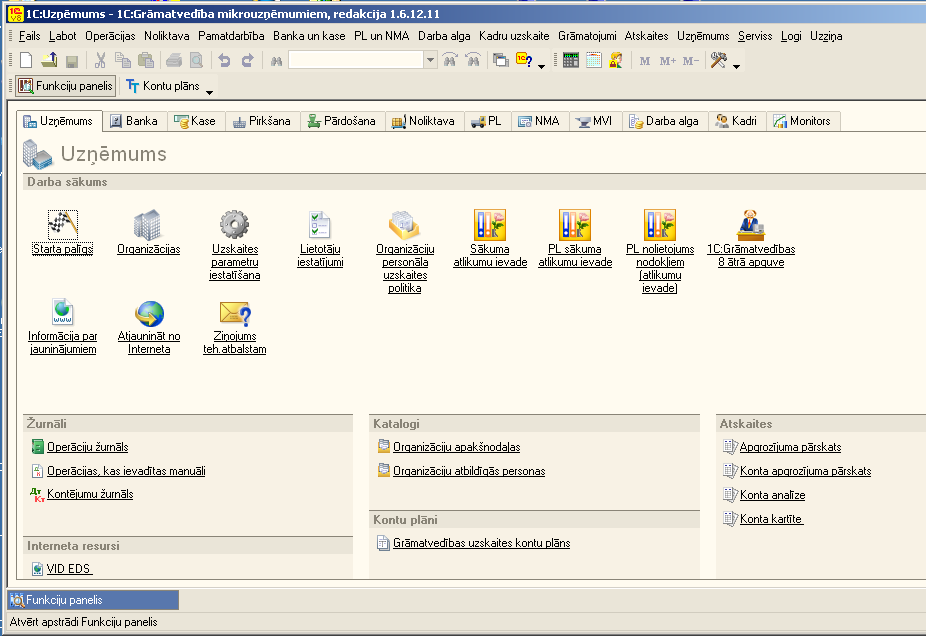 1C:Uzņēmums - 1C:Grāmatvedība mikrouzņēmumiem, redakcija 1.6.12.11
Fails Labot Operācijas Noliktava Pamatdarbība Banka un kase PL un NMA Darba alga Kadru uzskaite Grāmatojumi Atskaites Uzņēmums Serviss Logi Uzziņa
M M+ M-
Funkciju panelis Kontu plāns
Uzņēmums Banka Kase Pirkšana Pārdošana Noliktava PL NMA MVI Darba alga Kadri Monitors
Uzņēmums
Darba sākums
Starta palīgs
Organizācijas
Uzskaites
parametru
iestatīšana
Lietotāju
iestatījumi
Organizāciju
personāla
uzskaites
politika
Sākuma
atlikumu ievade
PL sākuma
atlikumu ievade
PL nolietojums
nodokļiem
(atlikumu
ievade)
1C:Grāmatvedības
8 ātrā apguve
Informācija par
jauninājumiem
Atjaunināt no
Interneta
Ziņojums
teh.atbalstam
Žurnāli
Operāciju žurnāls
Operācijas, kas ievadītas manuāli
Kontējumu žurnāls
Interneta resursi
VID EDS
Katalogi
Organizāciju apakšnodaļas
Organizāciju atbildīgās personas
Kontu plāni
Grāmatvedības uzskaites kontu plāns
Atskaites
Apgrozījuma pārskats
Konta apgrozījuma pārskats
Konta analīze
Konta kartīte
Funkciju panelis
Atvērt apstrādi Funkciju panelis